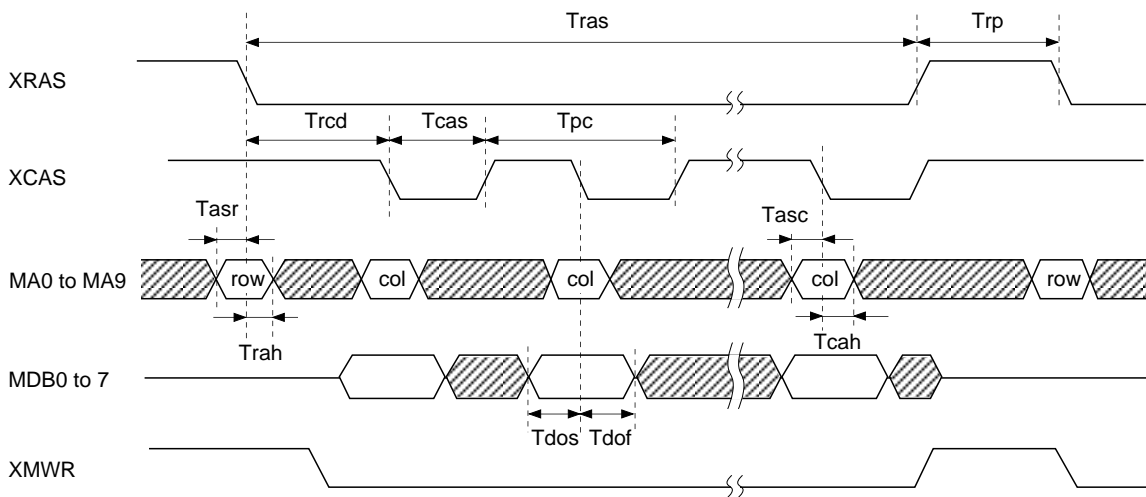 Tras Trp
XRAS
Trcd Tcas Tpc
XCAS
Tasr Tasc
MA0 to MA9 row col col col row
Trah Tcah
MDB0 to 7
Tdos Tdof
XMWR